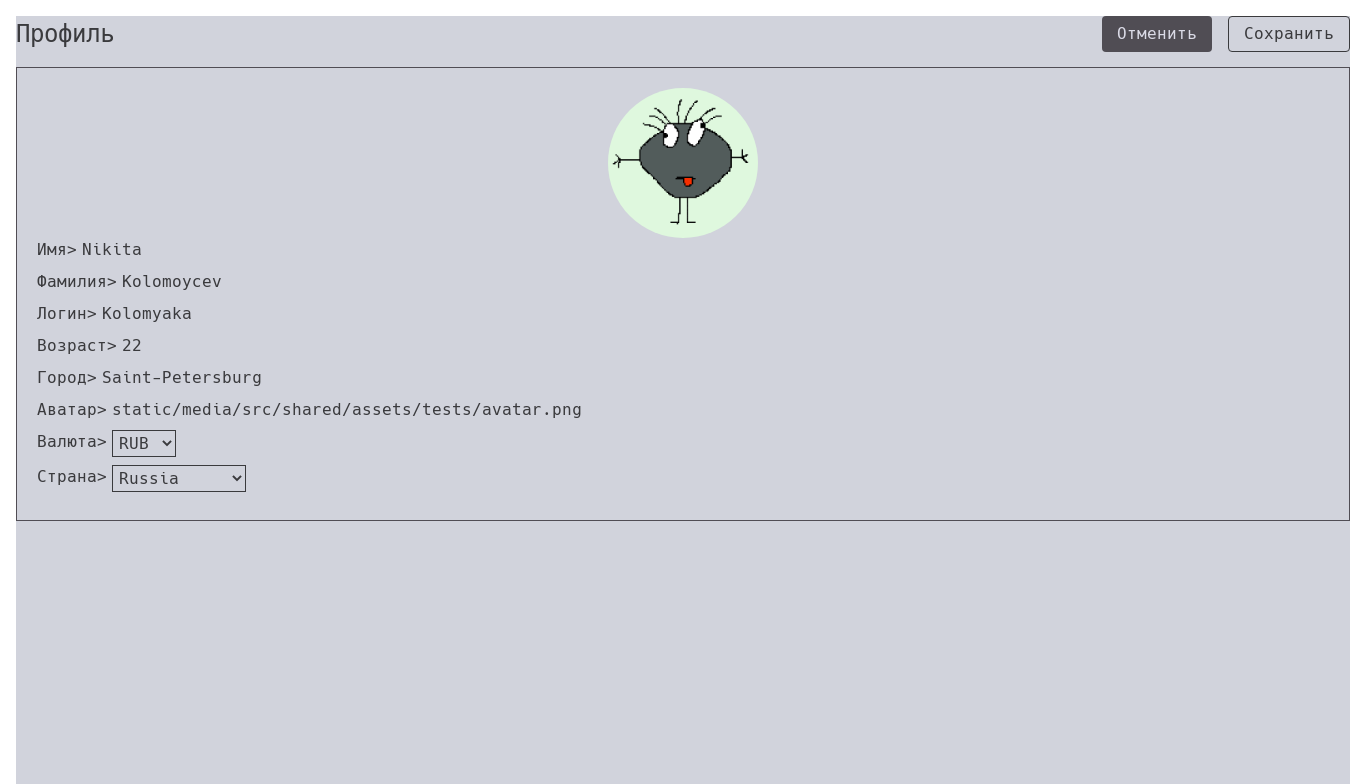 Профиль
Отменить
Сохранить
Имя> Nikita
Фамилия> Kolomoycev
Логин> Kolomyaka
Возраст> 22
Город> Saint-Petersburg
Аватар> static/media/src/shared/assets/tests/avatar.png
Валюта> RUB
Страна> Russia